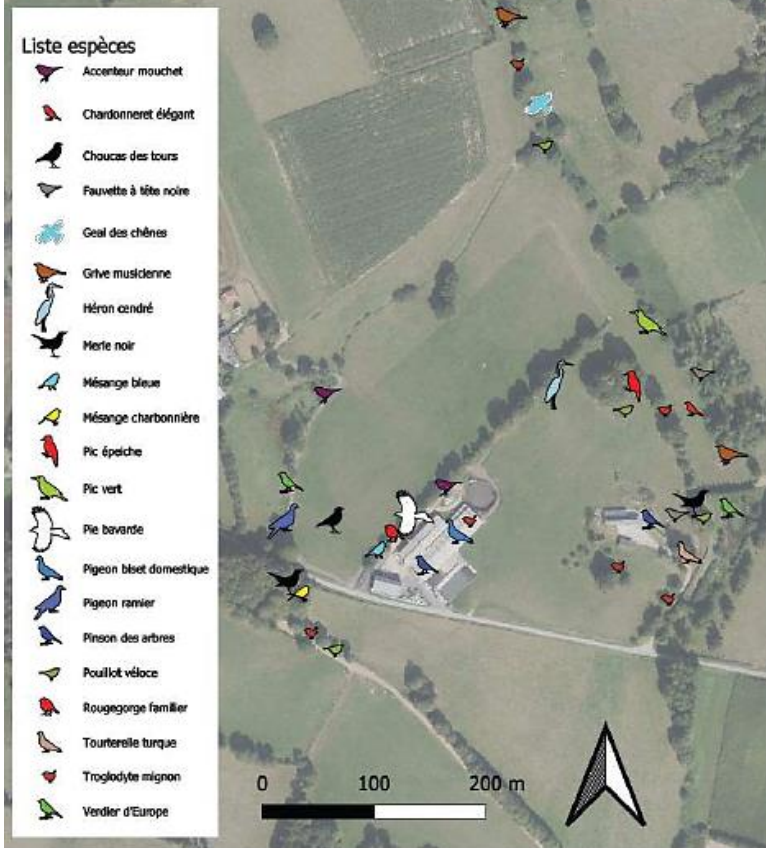 Liste espèces
Accenteur mouchet
Chardonneret élégant
Choucas des tours
Fauvette à tête noire
Geai des chênes
Grive musicienne
Héron cendré
Merle noir
Mésange bleue
Mésange charbonnière
Pic épeiche
Pic vert
Pie bavarde
Pigeon biset domestique
Pigeon ramier
Pinson des arbres
Pouillot véloce
Rougegorge familier
Tourterelle turque
Troglodyte mignon
Verdier d'Europe
0 100 200 m